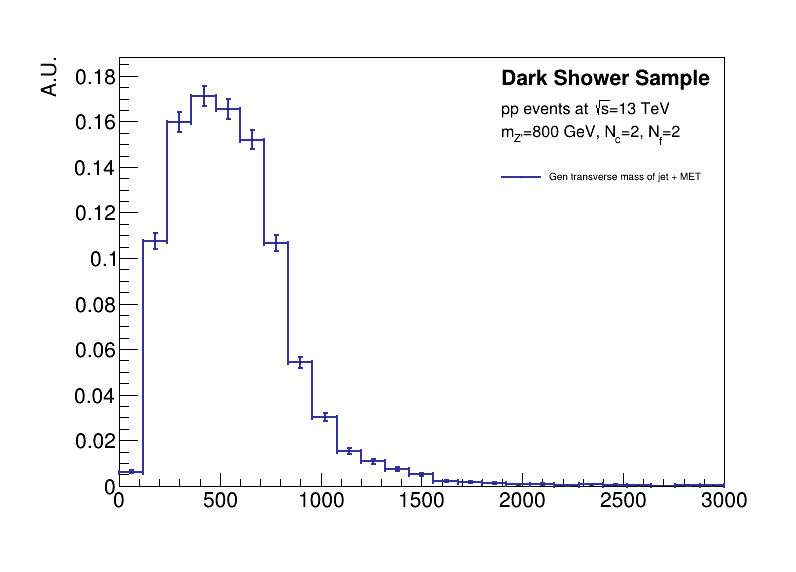 A.U.
Dark Shower Sample
pp events at √s=13 TeV
m_Z'=800 GeV, N_c=2, N_f=2
Gen transverse mass of jet + MET
0.18
0.16
0.14
0.12
0.1
0.08
0.06
0.04
0.02
0
0 500 1000 1500 2000 2500 3000